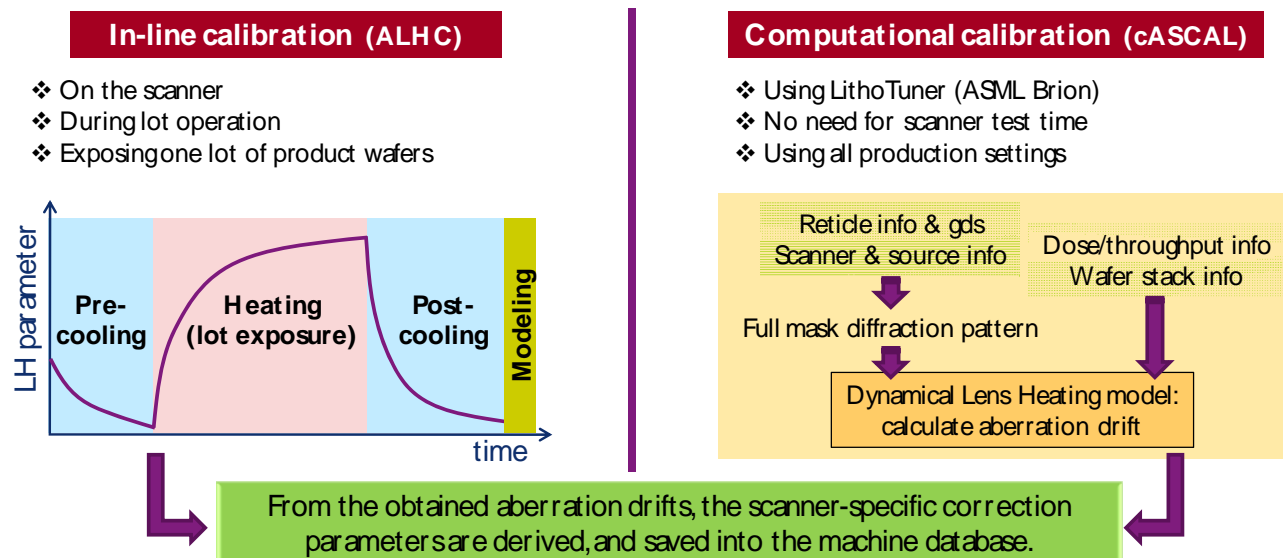 In-line calibration (ALHC)
❖ On the scanner
❖ During lot operation
❖ Exposing one lot of product wafers
LH parameter
Pre-
cooling
Heating
(lot exposure)
Post-
cooling
Modeling
time
Computational calibration (cASCAL)
❖ Using LithoTuner (ASML Brion)
❖ No need for scanner test time
❖ Using all production settings
Reticle info & gds
Scanner & source info
Dose/throughput info
Wafer stack info
Full mask diffraction pattern
Dynamical Lens Heating model:
calculate aberration drift
From the obtained aberration drifts, the scanner-specific correction
parameters are derived, and saved into the machine database.